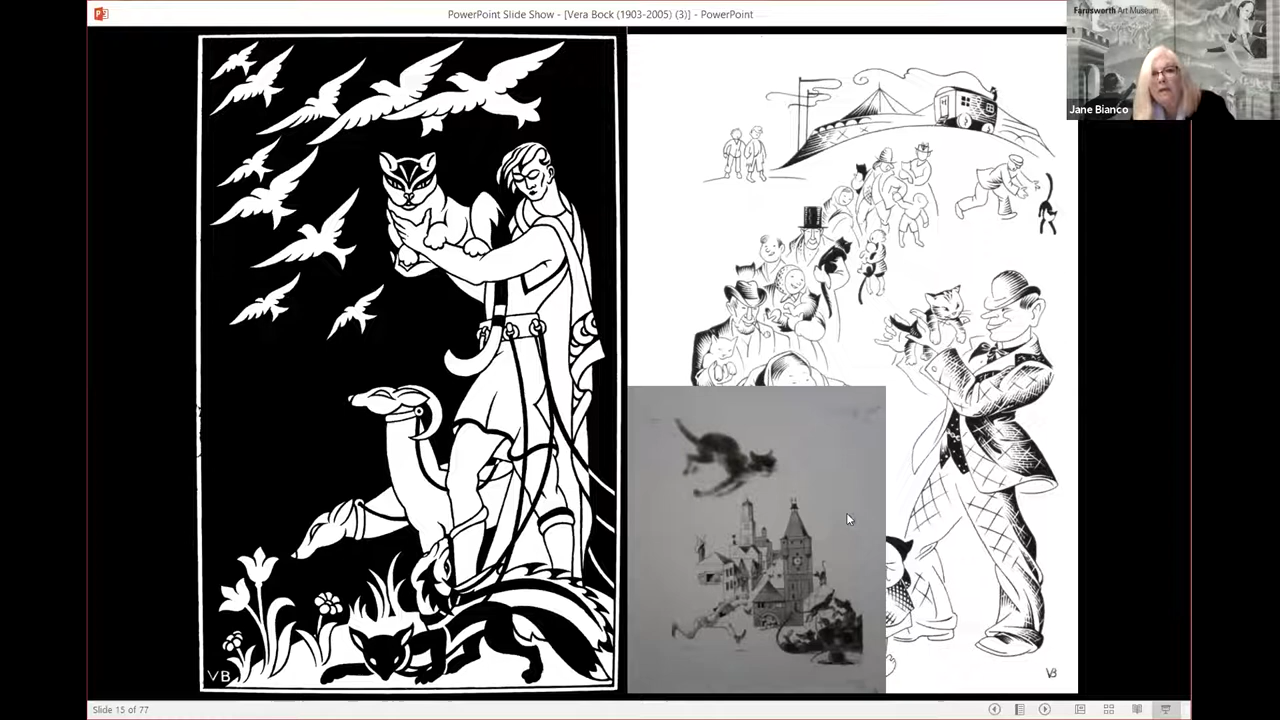 PowerPoint Slide Show - [Vera Bock (1903-2005) (3)] - PowerPoint
Farnsworth Art Museum
Jane Bianco
VB
VB
Slide 15 of 77